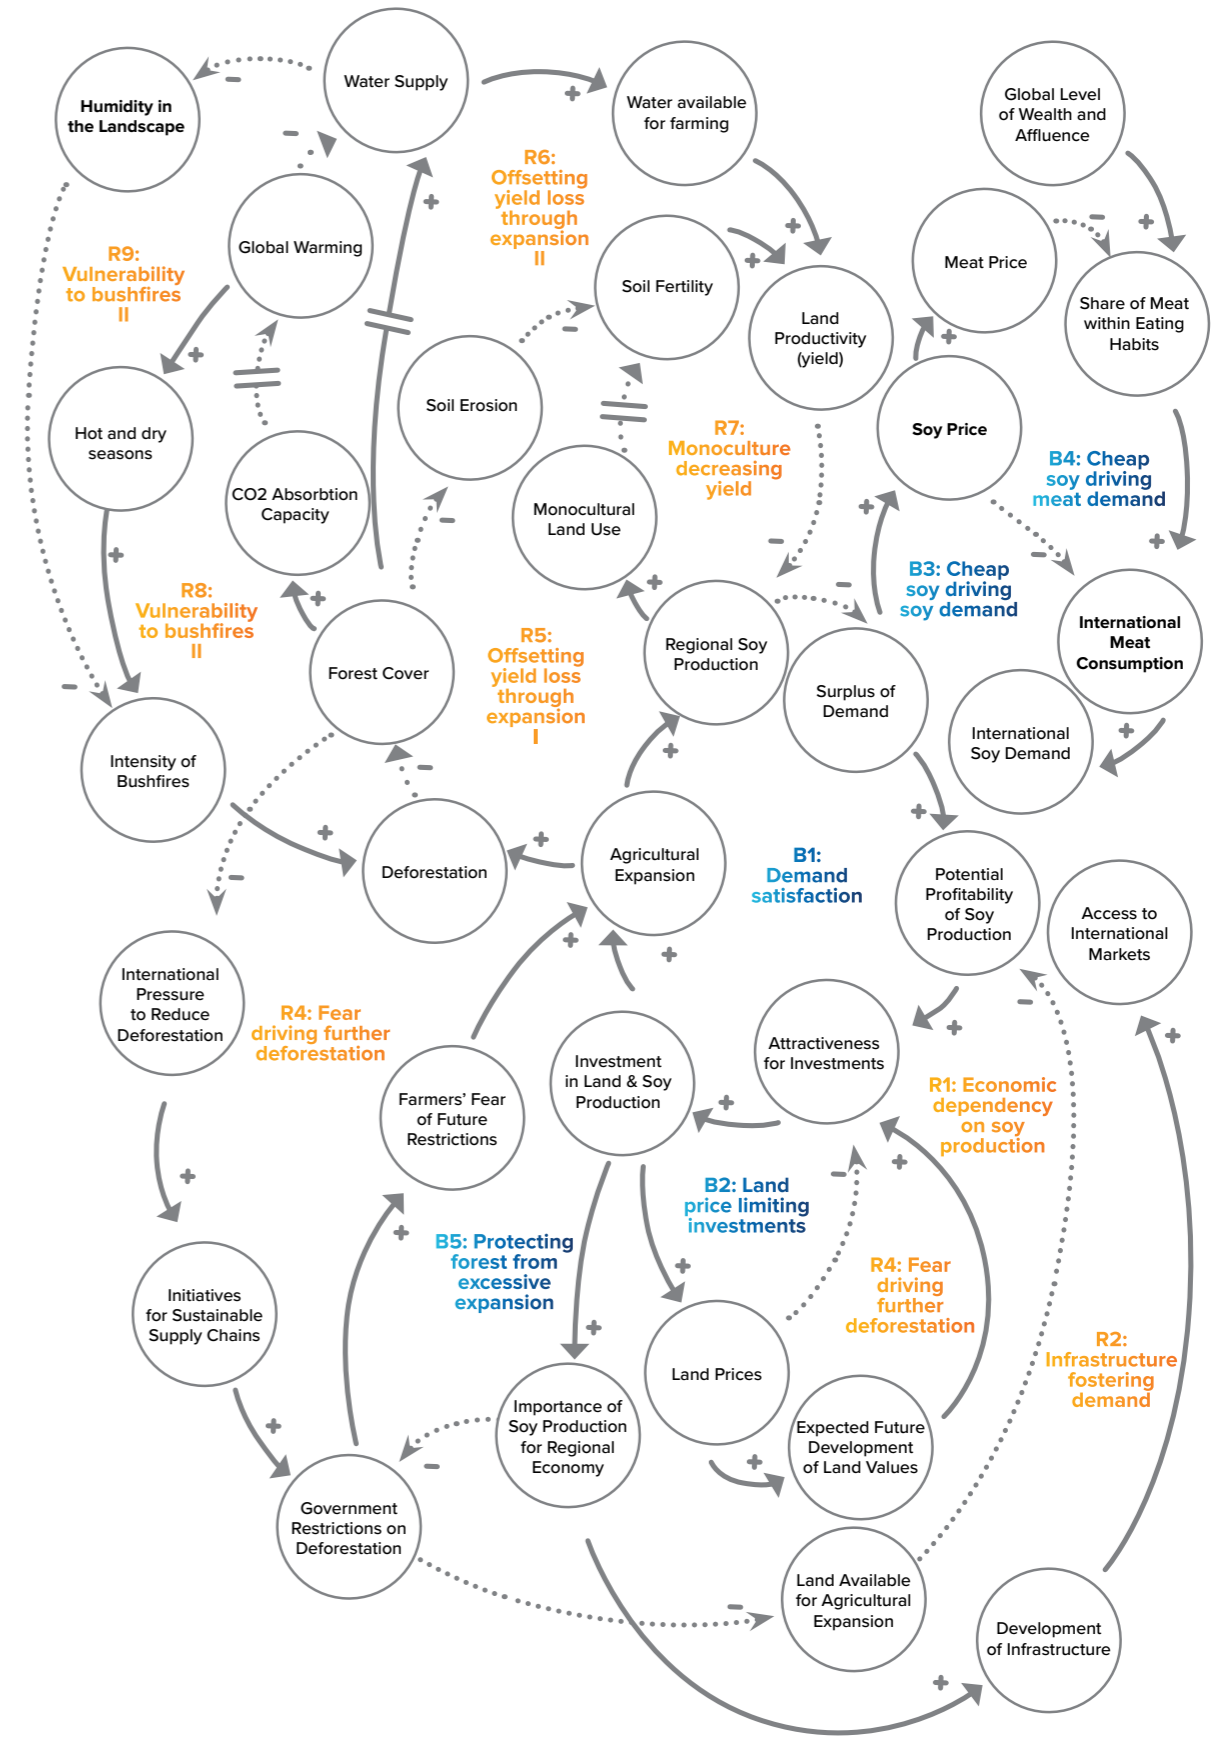 Water Supply
Humidity in
the Landscape
Water available
for farming
Global Level
of Wealth and
Affluence
R6:
Offsetting
yield loss
through
expansion
II
Global Warming
R9:
Vulnerability
to bushfires
II
Soil Fertility
Meat Price
Land
Productivity
(yield)
Share of Meat
within Eating
Habits
Soil Erosion
Hot and dry
seasons
Soy Price
R7:
Monoculture
decreasing
yield
B4: Cheap
soy driving
meat demand
CO2 Absorbtion
Capacity
Monocultural
Land Use
R8:
Vulnerability
to bushfires
II
B3: Cheap
soy driving
soy demand
R5:
Offsetting
yield loss
through
expansion
I
Forest Cover
Regional Soy
Production
International
Meat
Consumption
Surplus of
Demand
International
Soy Demand
Intensity of
Bushfires
Deforestation
Agricultural
Expansion
B1:
Demand
satisfaction
Potential
Profitability
of Soy
Production
Access to
International
Markets
International
Pressure
to Reduce
Deforestation
R4: Fear
driving further
deforestation
Farmers’ Fear
of Future
Restrictions
Investment
in Land & Soy
Production
Attractiveness
for Investments
R1: Economic
dependency
on soy
production
B2: Land
price limiting
investments
B5: Protecting
forest from
excessive
expansion
R4: Fear
driving
further
deforestation
Initiatives
for Sustainable
Supply Chains
R2:
Infrastructure
fostering
demand
Land Prices
Importance of
Soy Production
for Regional
Economy
Expected Future
Development
of Land Values
Government
Restrictions on
Deforestation
Land Available
for Agricultural
Expansion
Development
of Infrastructure